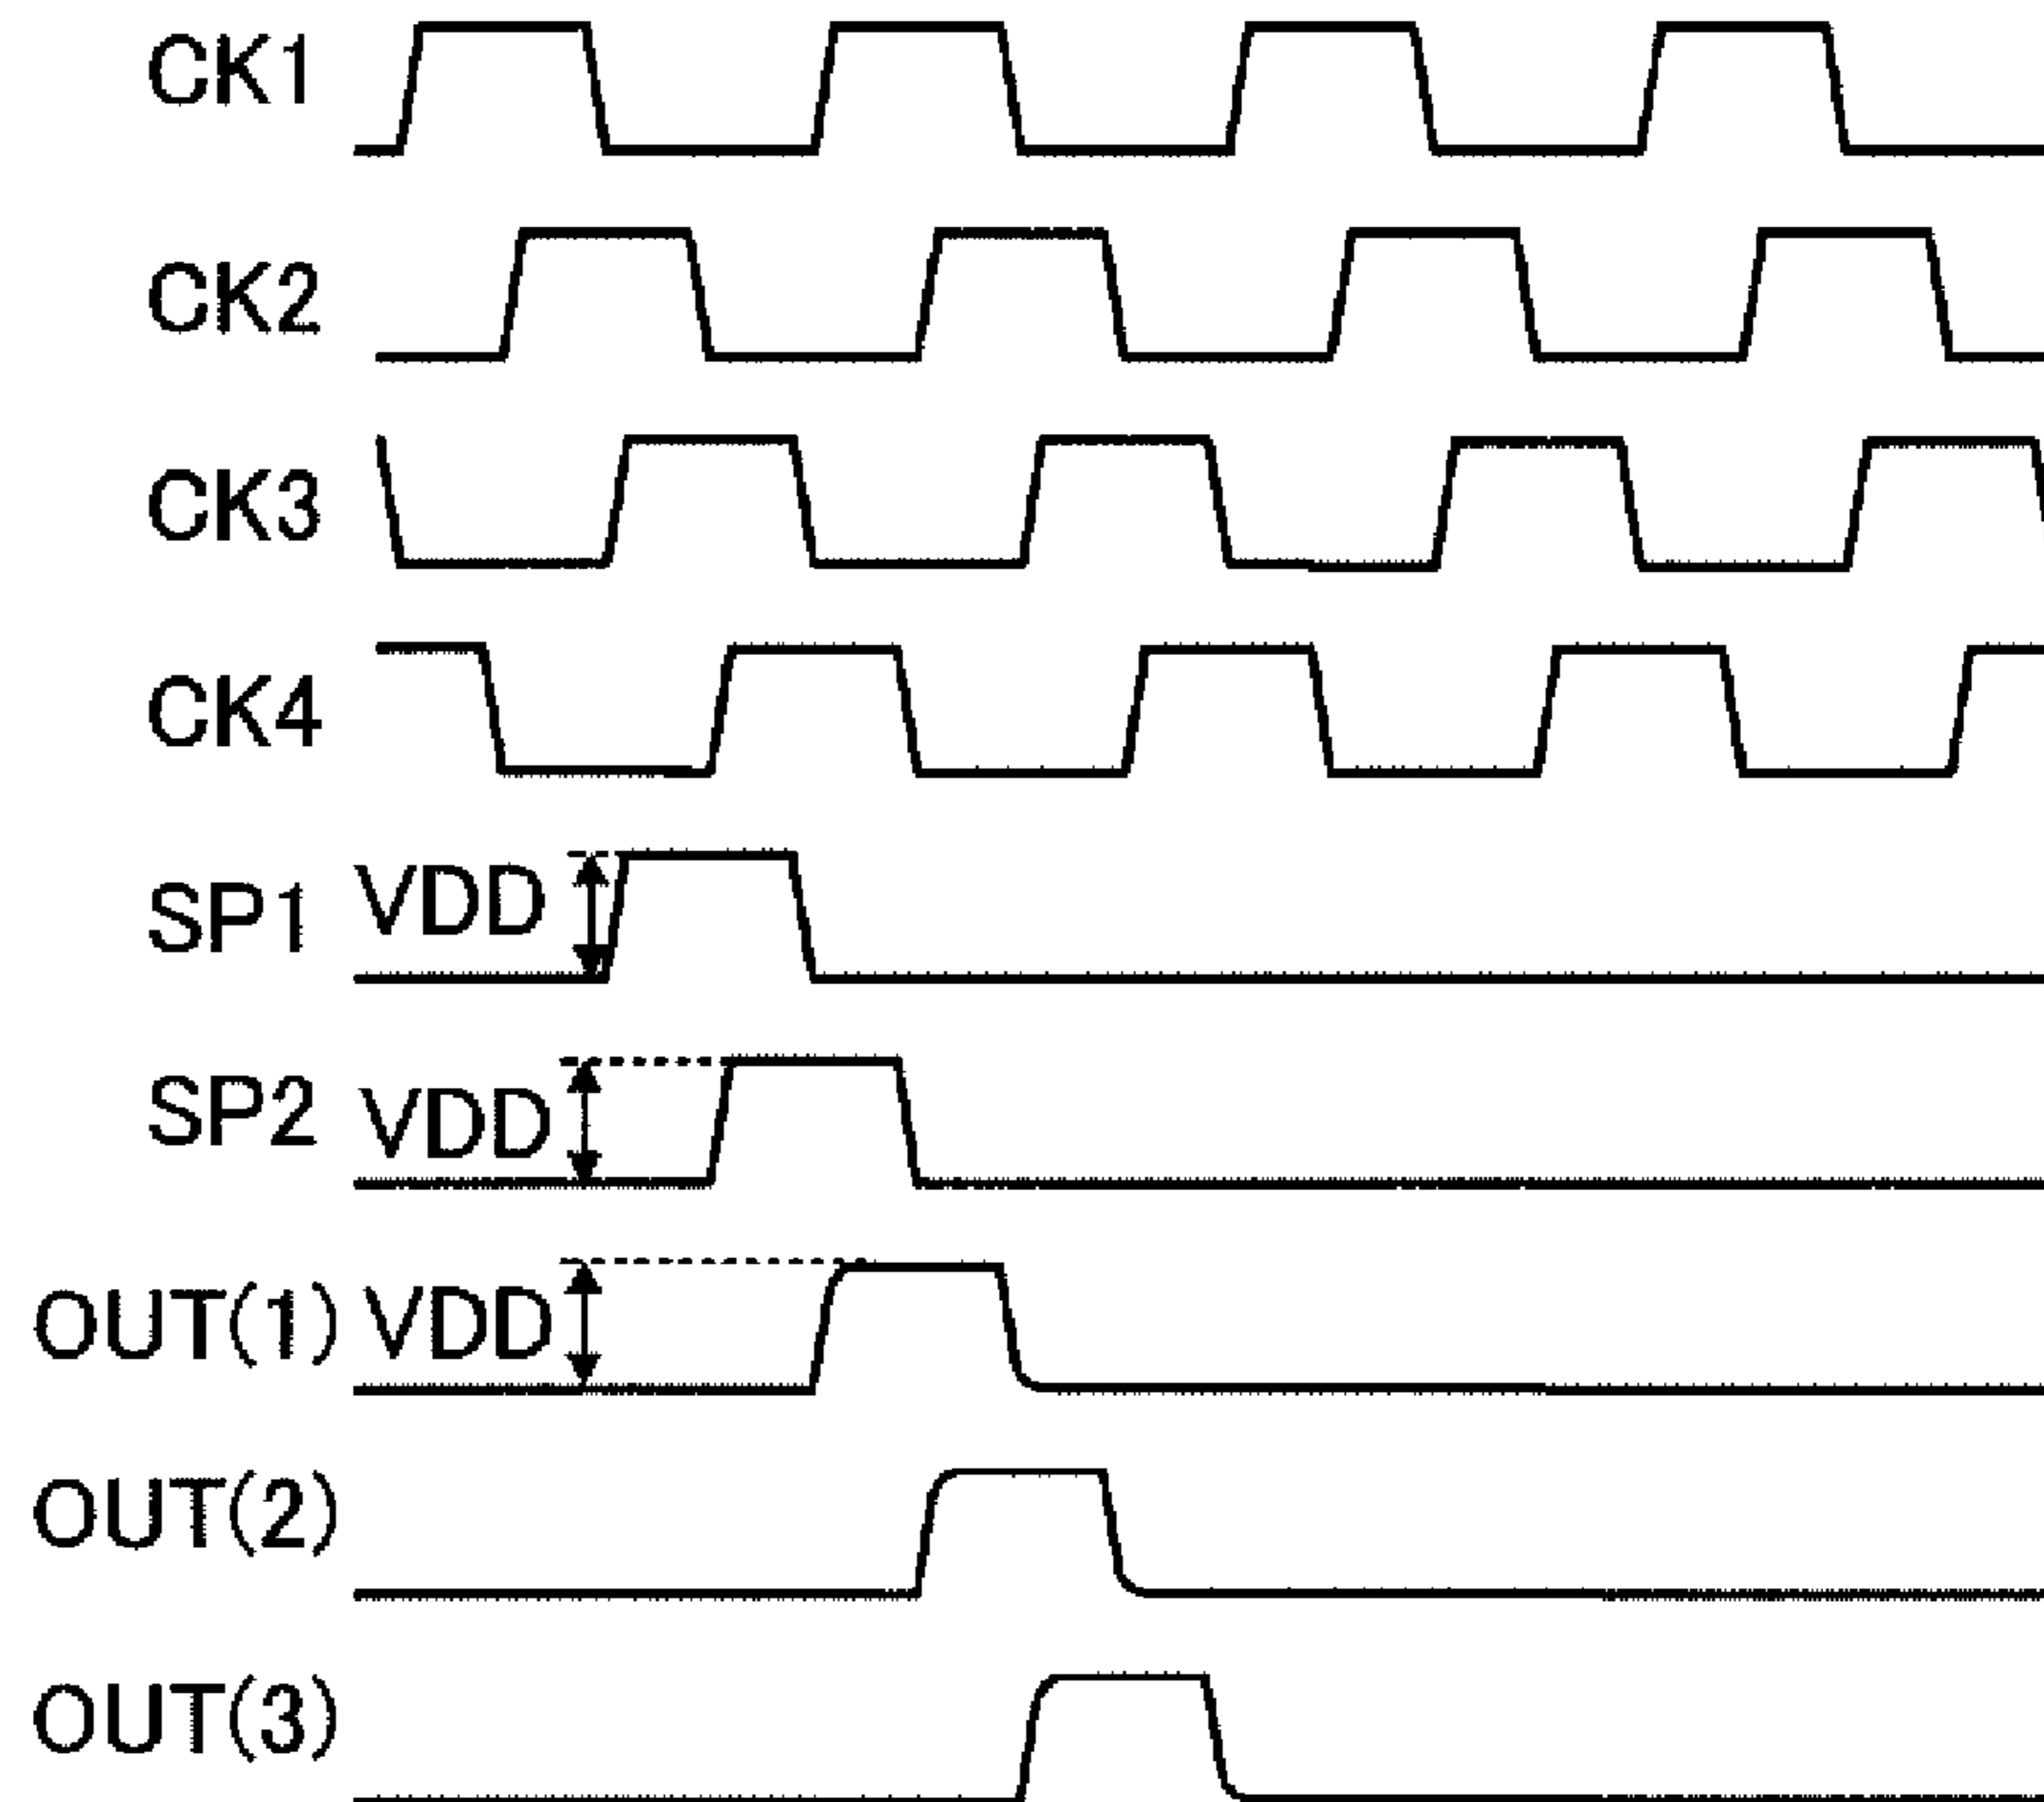 CK1
CK2
CK3
CK4
SP1 VDD
SP2 VDD
OUT(1) VDD
OUT(2)
OUT(3)